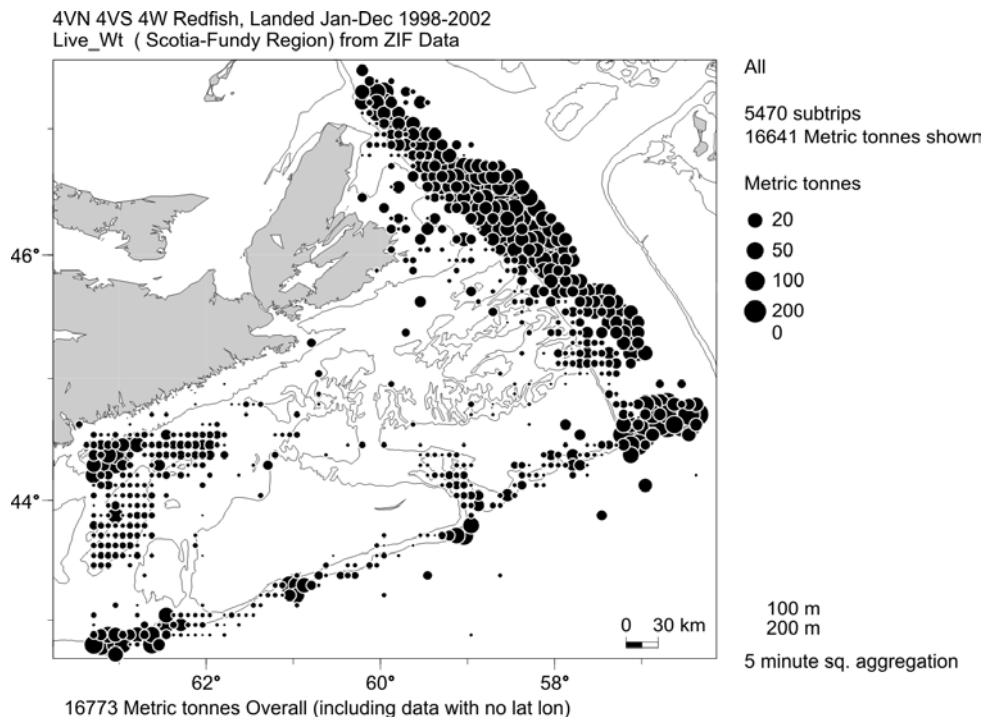 4VN 4VS 4W Redfish, Landed Jan-Dec 1998-2002
Live_Wt ( Scotia-Fundy Region) from ZIF Data
All
5470 subtrips
16641 Metric tonnes shown
Metric tonnes
20
50
100
200
0
46°
44°
0 30 km
100 m
200 m
5 minute sq. aggregation
62° 60° 58°
16773 Metric tonnes Overall (including data with no lat lon)